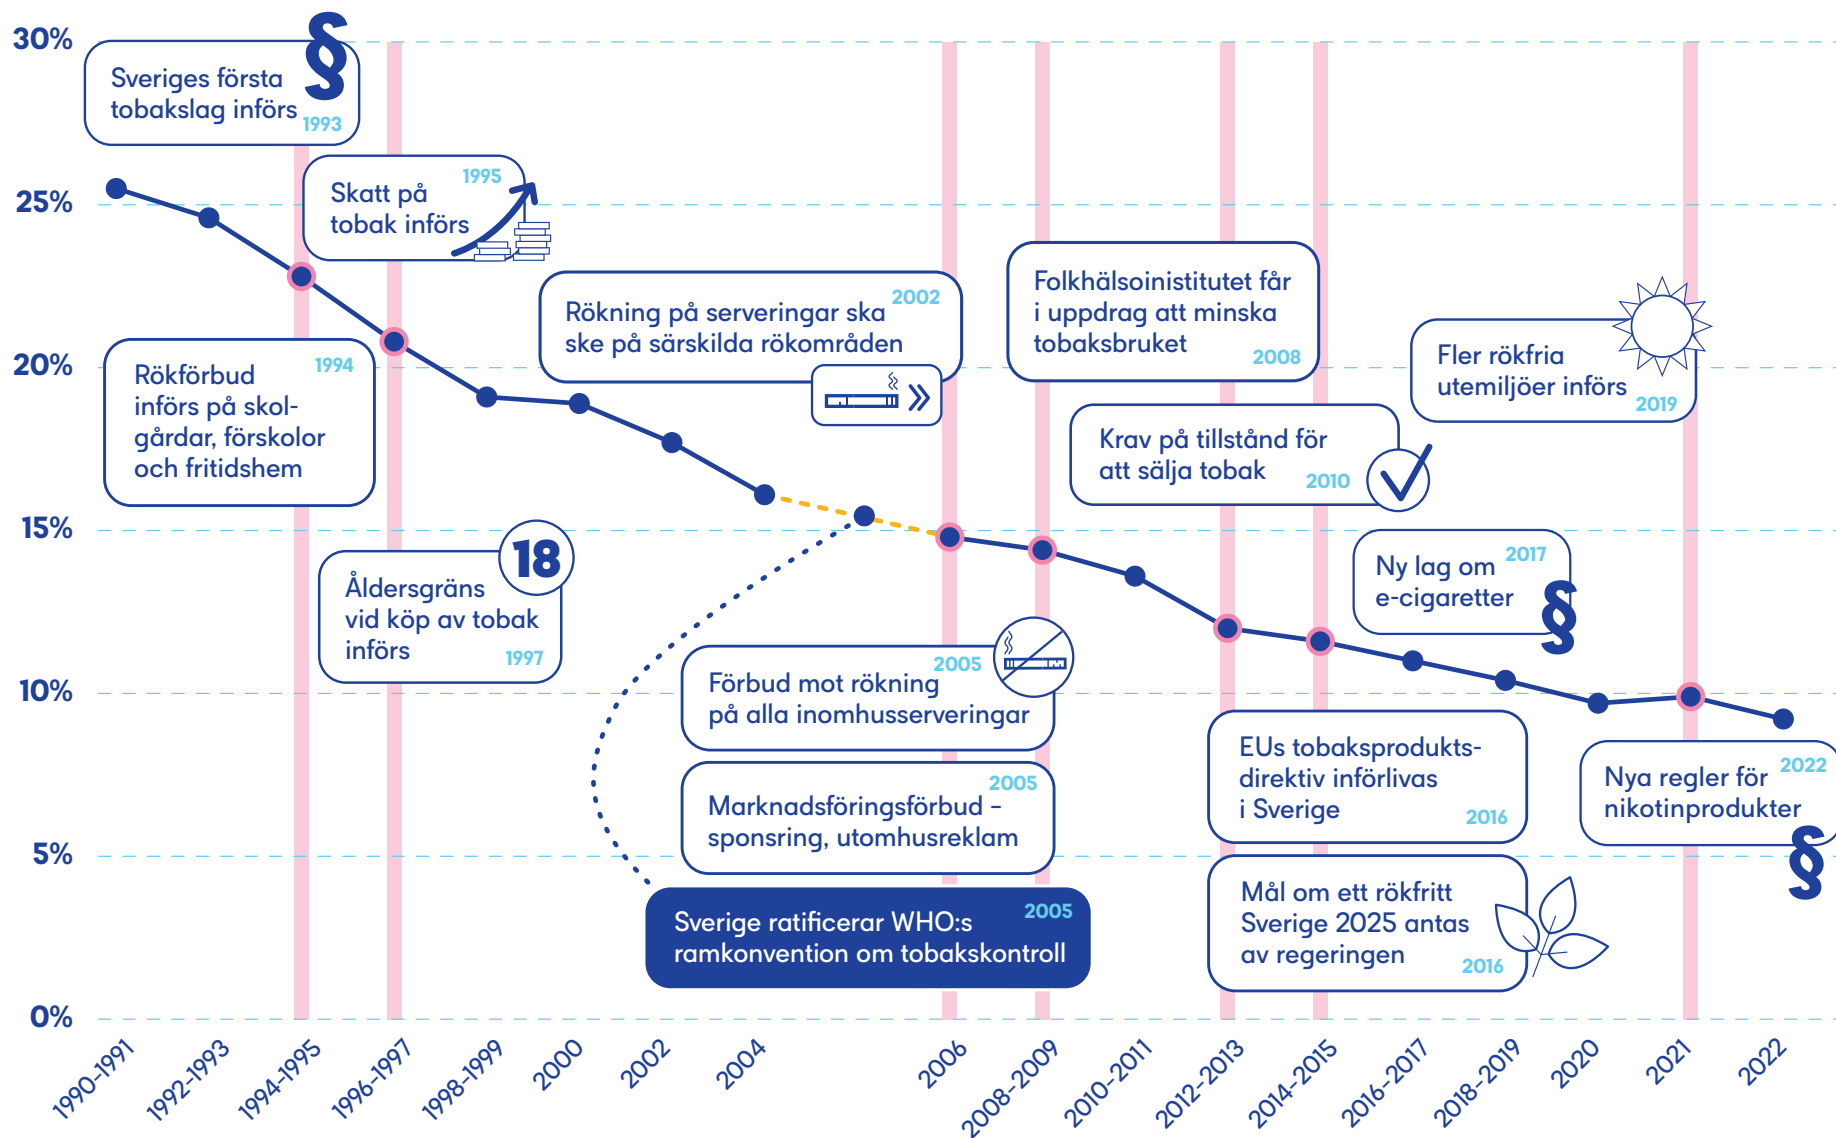 30%
25%
20%
15%
10%
5%
0%
Sveriges första
tobakslag införs
1993
§
Skatt på
tobak införs
1995
Rökförbud
införs på skol-
gårdar, förskolor
och fritidshem
1994
Åldersgräns
vid köp av tobak
införs
1997
18
Rökning på serveringar ska
ske på särskilda rökområden
2002
Förbud mot rökning
på alla inomhusserveringar
2005
Marknadsföringsförbud –
sponsring, utomhusreklam
2005
Sverige ratificerar WHO:s
ramkonvention om tobakskontroll
2005
Folkhälsoinistitutet får
i uppdrag att minska
tobaksbruket
2008
Krav på tillstånd för
att sälja tobak
2010
Fler rökfria
utemiljöer införs
2019
Ny lag om
e-cigaretter
2017
§
EUs tobaksprodukts-
direktiv införlivas
i Sverige
2016
Mål om ett rökfritt
Sverige 2025 antas
av regeringen
2016
Nya regler för
nikotinprodukter
2022
§
1990-1991
1992-1993
1994-1995
1996-1997
1998-1999
2000
2002
2004
2006
2008-2009
2010-2011
2012-2013
2014-2015
2016-2017
2018-2019
2020
2021
2022